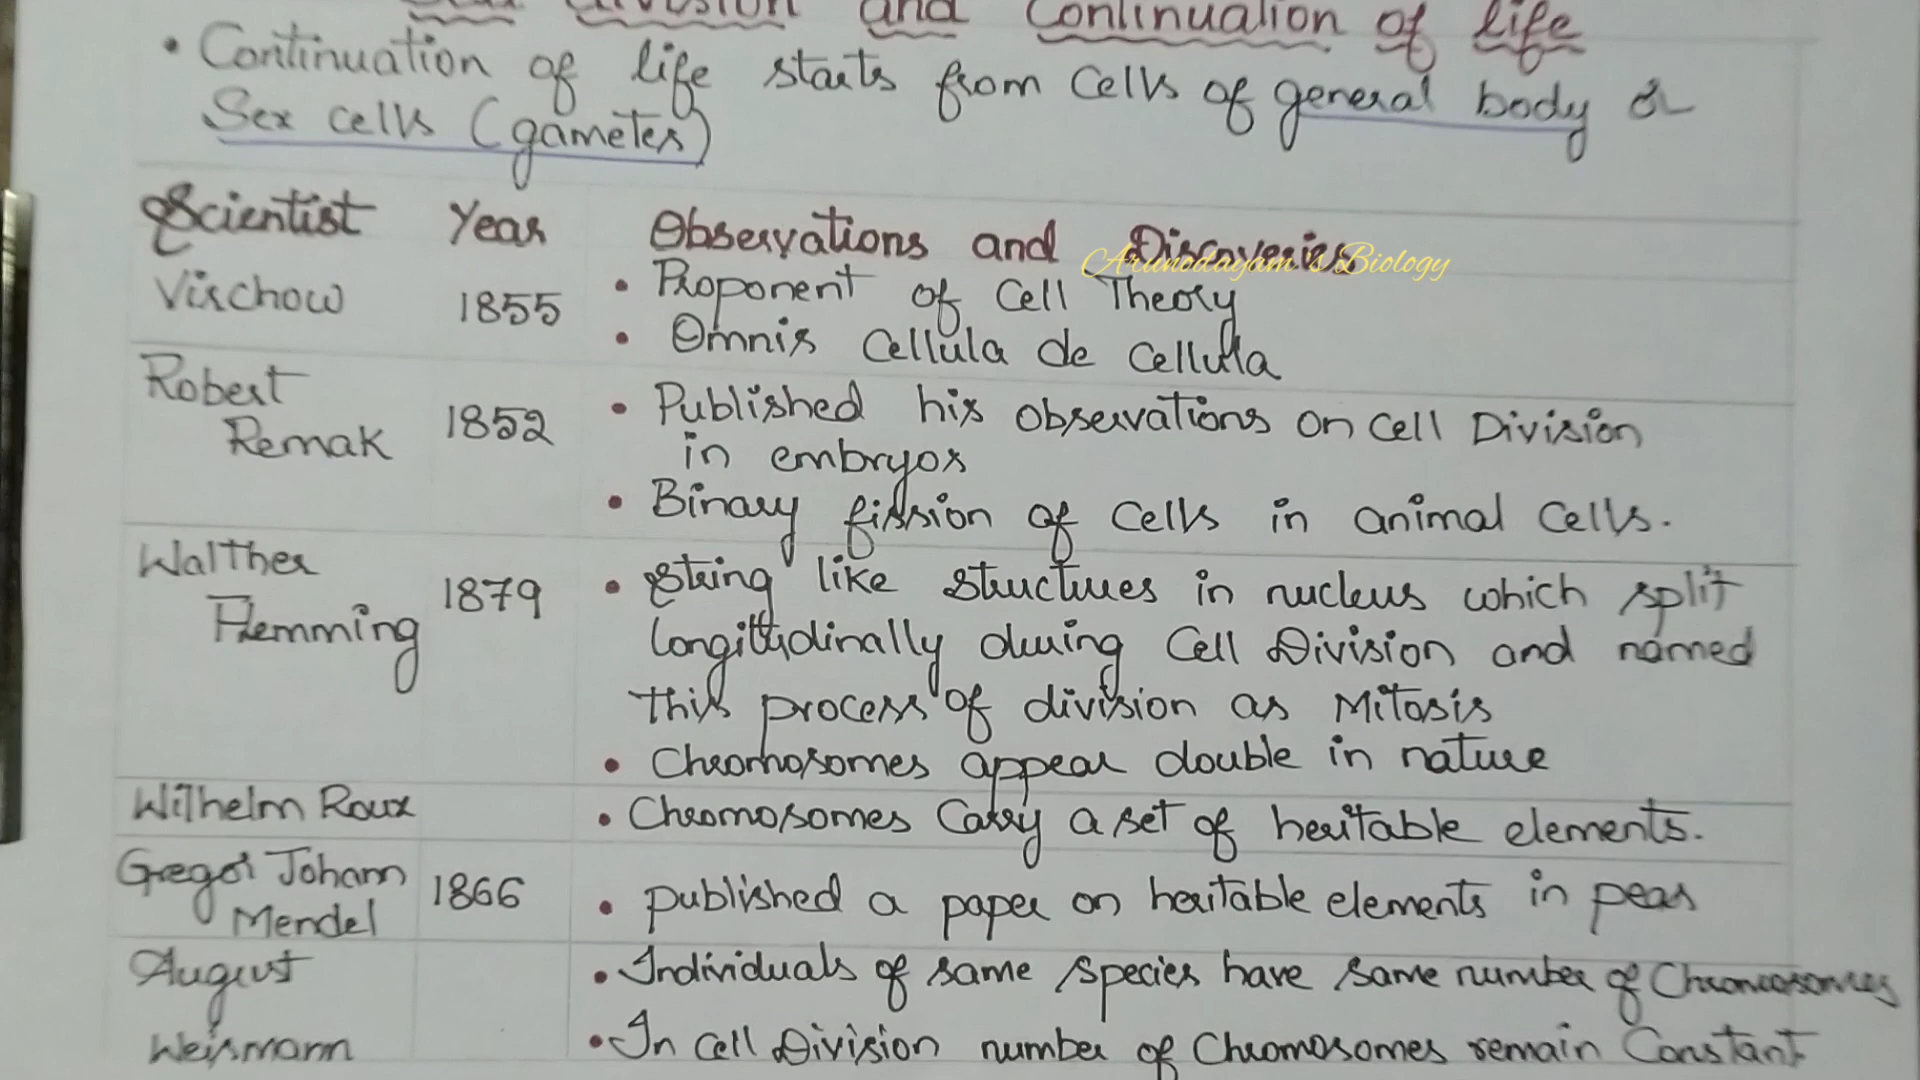 Division and Continuation of life
• Continuation of life starts from Cells of general body or
Sex cells (gametes)
Scientist Year Observations and Discoveries
Arunodayam's Biology
Virchow 1855 • Proponent of Cell Theory
• Omnis Cellula de Cellula
Robert Remak 1852 • Published his observations on Cell Division
in embryos
• Binary fission of Cells in animal Cells.
Walther Flemming 1879 • String like structures in nucleus which split
longitudinally during Cell Division and named
this process of division as Mitosis
• Chromosomes appear double in nature
Wilhelm Roux • Chromosomes Carry a set of heritable elements.
Gregor Johann Mendel 1866 • published a paper on heritable elements in peas
August • Individuals of same species have same number of Chromosomes
Weismann • In Cell Division number of Chromosomes remain Constant